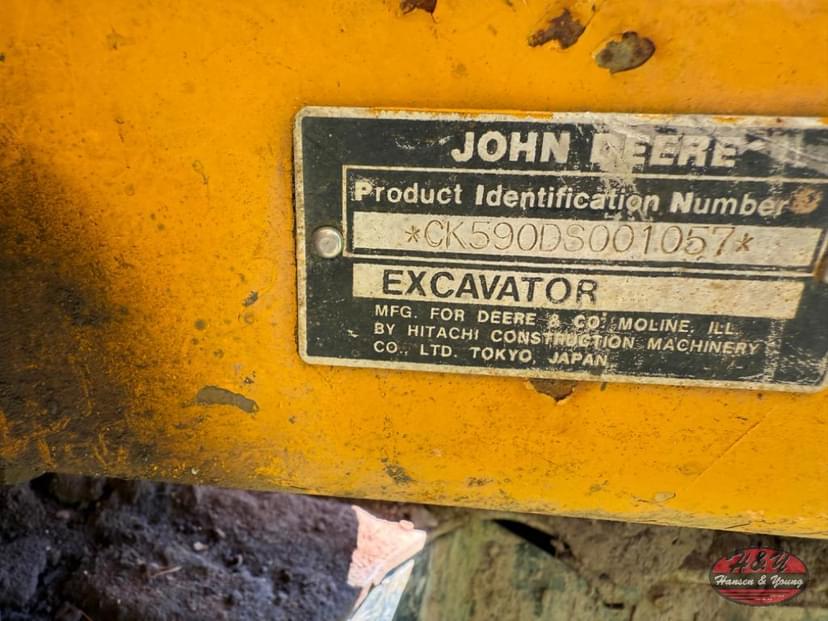 JOHN DEERE
Product Identification Number
*CK590DS001057*
EXCAVATOR
MFG. FOR DEERE & CO. MOLINE, ILL.
BY HITACHI CONSTRUCTION MACHINERY
CO., LTD. TOKYO, JAPAN
H&Y
Hansen & Young